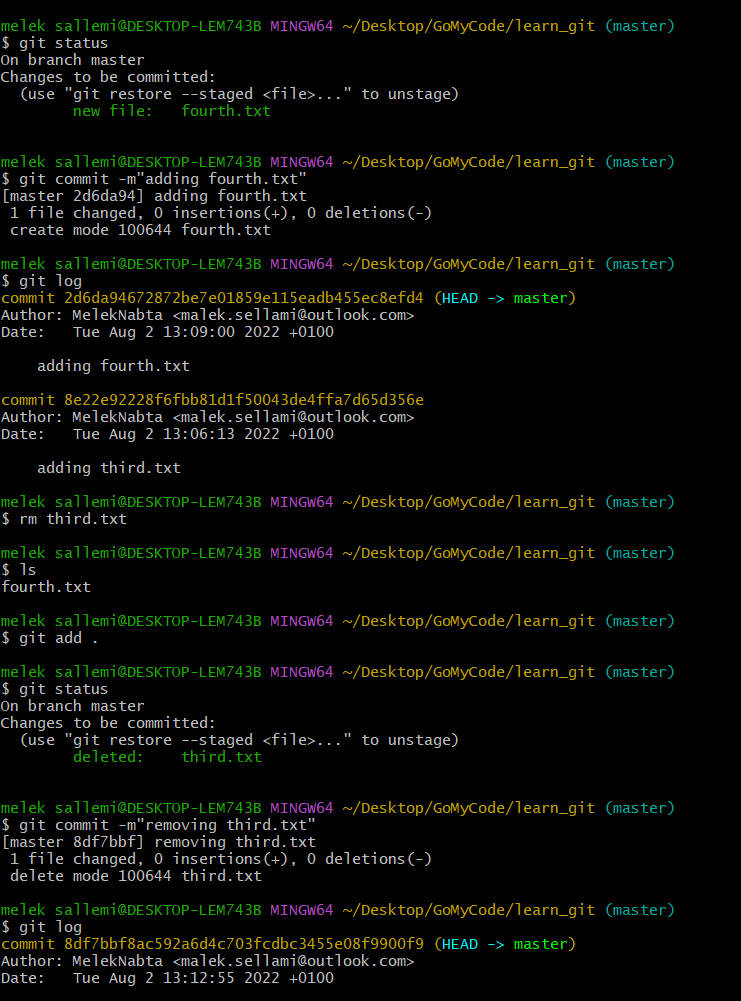 melek sallemi@DESKTOP-LEM743B MINGW64 ~/Desktop/GoMyCode/learn_git (master)
$ git status
On branch master
Changes to be committed:
  (use "git restore --staged <file>..." to unstage)
        new file:   fourth.txt

melek sallemi@DESKTOP-LEM743B MINGW64 ~/Desktop/GoMyCode/learn_git (master)
$ git commit -m"adding fourth.txt"
[master 2d6da94] adding fourth.txt
 1 file changed, 0 insertions(+), 0 deletions(-)
 create mode 100644 fourth.txt

melek sallemi@DESKTOP-LEM743B MINGW64 ~/Desktop/GoMyCode/learn_git (master)
$ git log
commit 2d6da94672872be7e01859e115eadb455ec8efd4 (HEAD -> master)
Author: MelekNabta <malek.sellami@outlook.com>
Date:   Tue Aug 2 13:09:00 2022 +0100

    adding fourth.txt

commit 8e22e92228f6fbb81d1f50043de4ffa7d65d356e
Author: MelekNabta <malek.sellami@outlook.com>
Date:   Tue Aug 2 13:06:13 2022 +0100

    adding third.txt

melek sallemi@DESKTOP-LEM743B MINGW64 ~/Desktop/GoMyCode/learn_git (master)
$ rm third.txt

melek sallemi@DESKTOP-LEM743B MINGW64 ~/Desktop/GoMyCode/learn_git (master)
$ ls
fourth.txt

melek sallemi@DESKTOP-LEM743B MINGW64 ~/Desktop/GoMyCode/learn_git (master)
$ git add .

melek sallemi@DESKTOP-LEM743B MINGW64 ~/Desktop/GoMyCode/learn_git (master)
$ git status
On branch master
Changes to be committed:
  (use "git restore --staged <file>..." to unstage)
        deleted:    third.txt

melek sallemi@DESKTOP-LEM743B MINGW64 ~/Desktop/GoMyCode/learn_git (master)
$ git commit -m"removing third.txt"
[master 8df7bbf] removing third.txt
 1 file changed, 0 insertions(+), 0 deletions(-)
 delete mode 100644 third.txt

melek sallemi@DESKTOP-LEM743B MINGW64 ~/Desktop/GoMyCode/learn_git (master)
$ git log
commit 8df7bbf8ac592a6d4c703fcdbc3455e08f9900f9 (HEAD -> master)
Author: MelekNabta <malek.sellami@outlook.com>
Date:   Tue Aug 2 13:12:55 2022 +0100